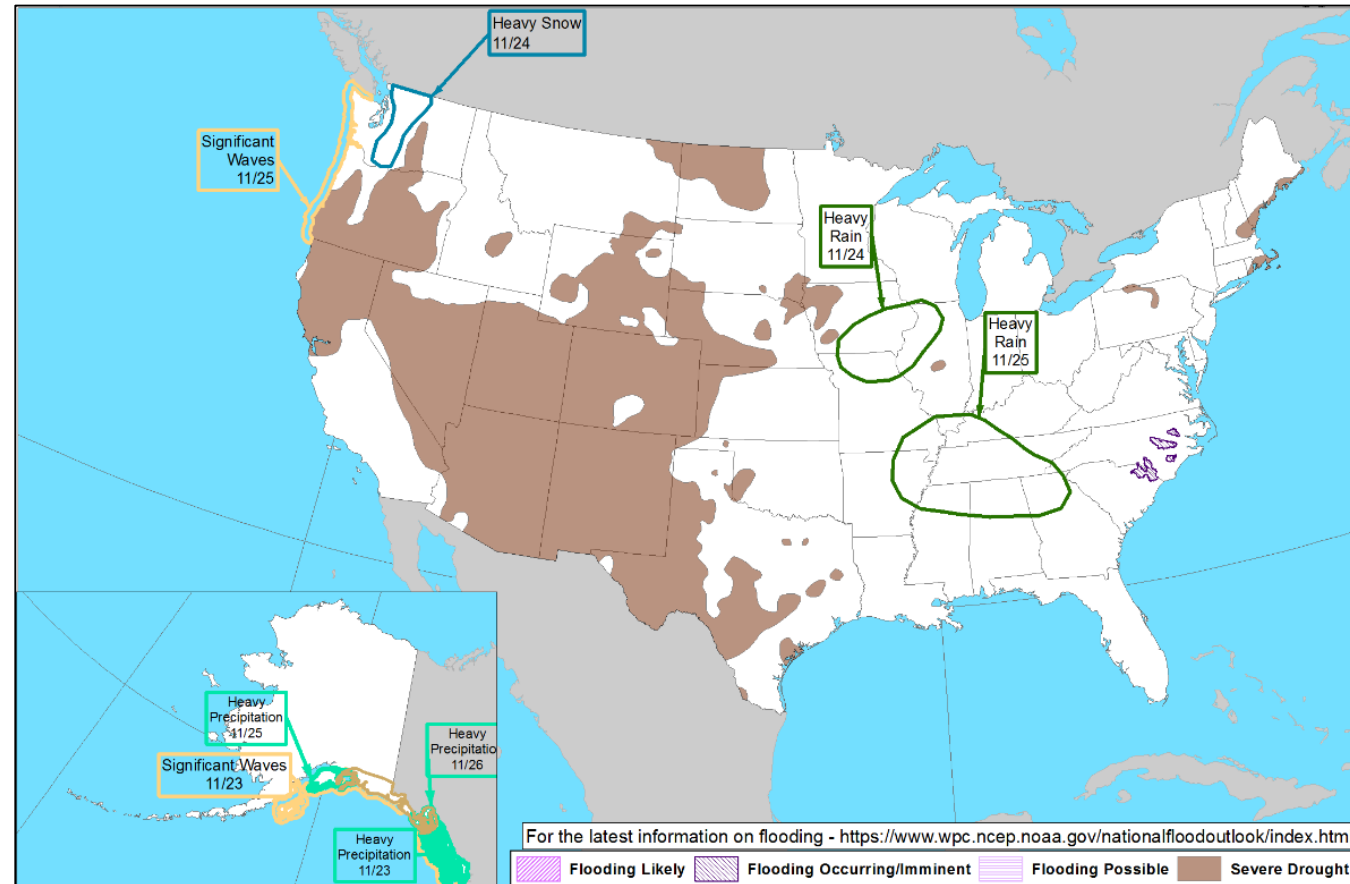 Heavy Snow
11/24
Significant
Waves
11/25
Heavy
Rain
11/24
Heavy
Rain
11/25
Heavy
Precipitation
11/25
Significant Waves
11/23
Heavy
Precipitatio
11/26
Heavy
Precipitation
11/23
For the latest information on flooding - https://www.wpc.ncep.noaa.gov/nationalfloodoutlook/index.htm
Flooding Likely
Flooding Occurring/Imminent
Flooding Possible
Severe Drought